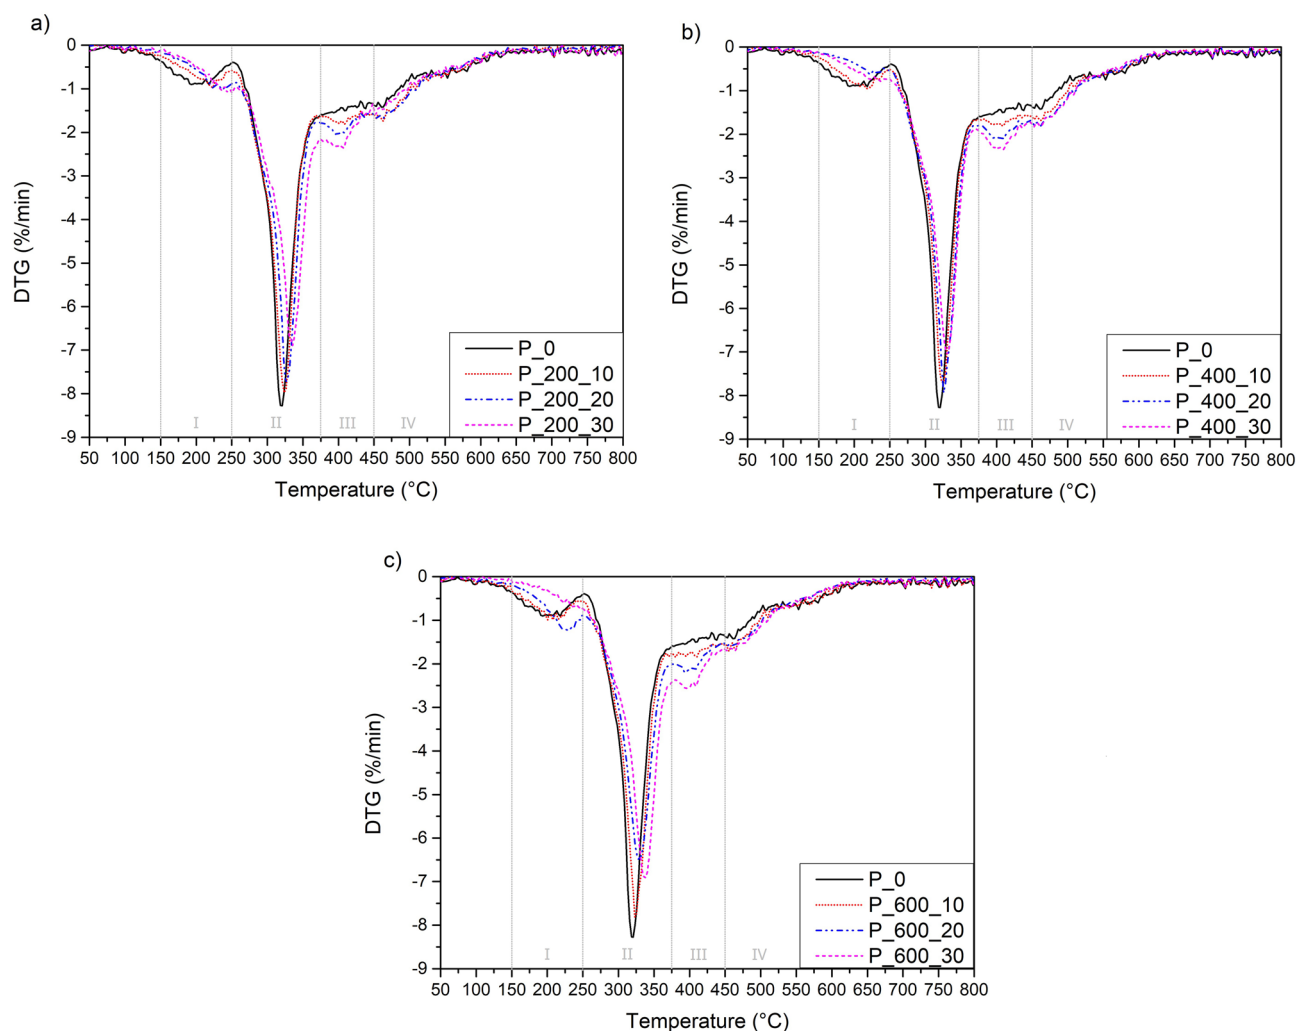 a)
0
-1
-2
-3
-4
-5
-6
-7
-8
-9
DTG (%/min)
I II III IV
P_0
P_200_10
P_200_20
P_200_30
50 100 150 200 250 300 350 400 450 500 550 600 650 700 750 800
Temperature (°C)
b)
0
-1
-2
-3
-4
-5
-6
-7
-8
-9
DTG (%/min)
I II III IV
P_0
P_400_10
P_400_20
P_400_30
50 100 150 200 250 300 350 400 450 500 550 600 650 700 750 800
Temperature (°C)
c)
0
-1
-2
-3
-4
-5
-6
-7
-8
-9
DTG (%/min)
I II III IV
P_0
P_600_10
P_600_20
P_600_30
50 100 150 200 250 300 350 400 450 500 550 600 650 700 750 800
Temperature (°C)